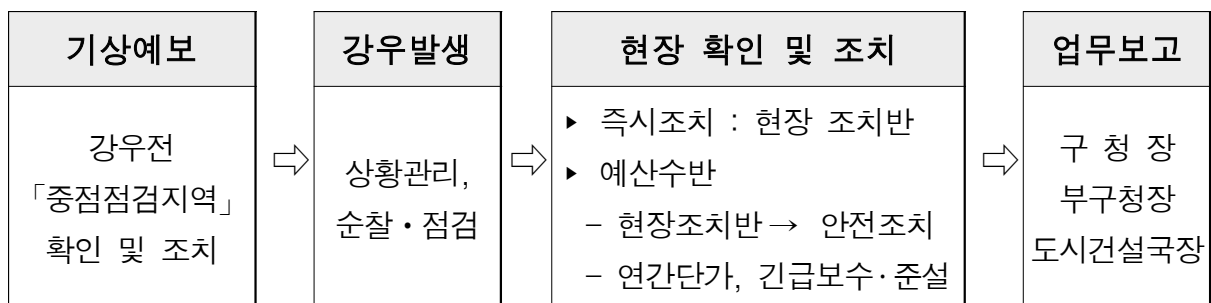 기상예보
강우전
「중점점검지역」
확인 및 조치
강우발생
상황관리,
순찰・점검
현장 확인 및 조치
▸ 즉시조치 : 현장 조치반
▸ 예산수반
– 현장조치반→ 안전조치
– 연간단가, 긴급보수·준설
업무보고
구 청 장
부구청장
도시건설국장